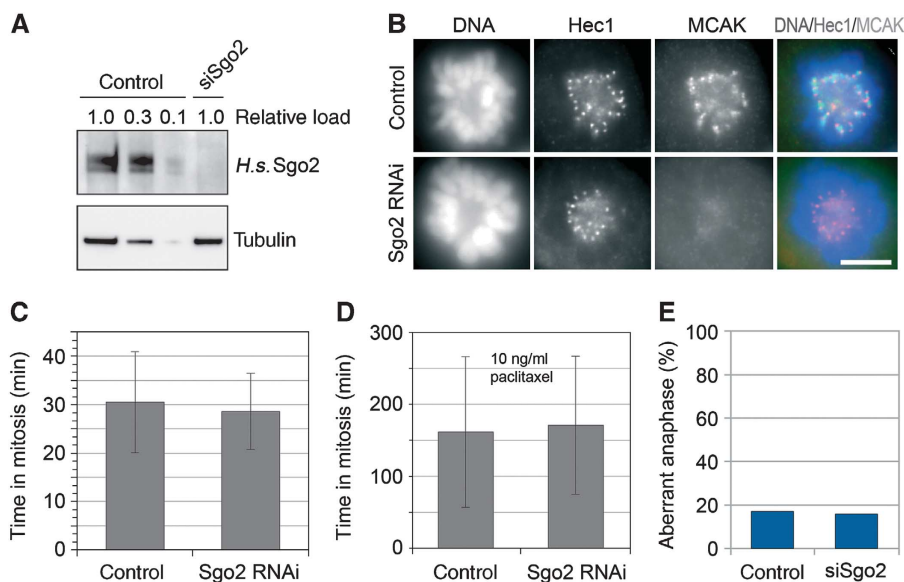 A
Control
siSgo2
1.0 0.3 0.1 1.0 Relative load
H.s. Sgo2
Tubulin
B
DNA Hec1 MCAK DNA/Hec1/MCAK
Control
Sgo2 RNAi
C
Time in mitosis (min)
40
30
20
10
0
Control Sgo2 RNAi
D
Time in mitosis (min)
300
200
100
0
10 ng/ml
paclitaxel
Control Sgo2 RNAi
E
Aberrant anaphase (%)
100
80
60
40
20
0
Control siSgo2